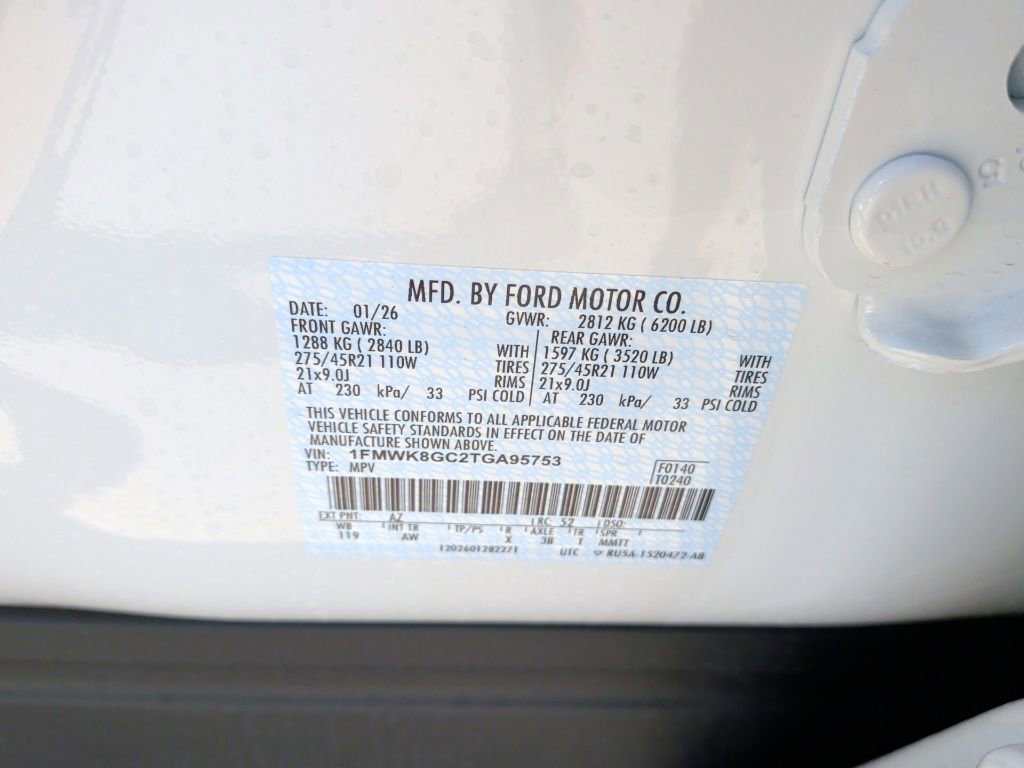 MFD. BY FORD MOTOR CO.
DATE: 01/26 GVWR: 2812 KG ( 6200 LB)
FRONT GAWR: REAR GAWR:
1288 KG ( 2840 LB) WITH 1597 KG ( 3520 LB) WITH
275/45R21 110W TIRES 275/45R21 110W TIRES
21x9.0J RIMS 21x9.0J RIMS
AT 230 kPa/ 33 PSI COLD AT 230 kPa/ 33 PSI COLD
THIS VEHICLE CONFORMS TO ALL APPLICABLE FEDERAL MOTOR
VEHICLE SAFETY STANDARDS IN EFFECT ON THE DATE OF
MANUFACTURE SHOWN ABOVE.
VIN: 1FMWK8GC2TGA95753
TYPE: MPV
F0140
T0240
EXT PNT: AZ RC: 52 DSO:
WB INT TR TP/PS R AXLE TR SPR
119 AW X 3B T MMTT
1202601282271 UTC RU5A-1520472-AB
10.9